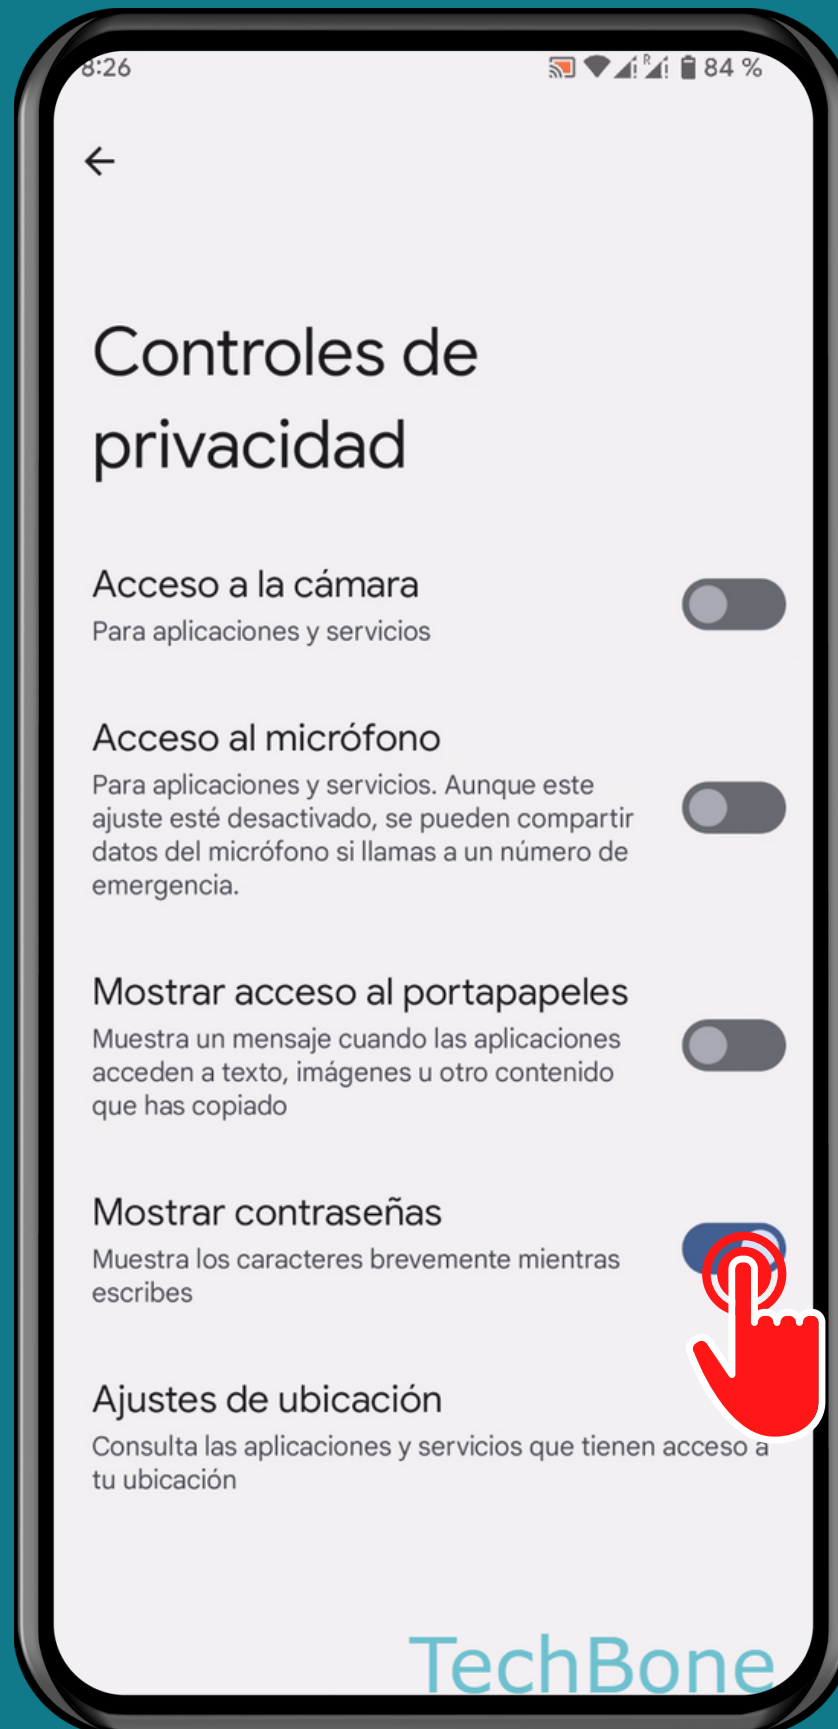 8:26 R 84 %
Controles de
privacidad
Acceso a la cámara
Para aplicaciones y servicios
Acceso al micrófono
Para aplicaciones y servicios. Aunque este
ajuste esté desactivado, se pueden compartir
datos del micrófono si llamas a un número de
emergencia.
Mostrar acceso al portapapeles
Muestra un mensaje cuando las aplicaciones
acceden a texto, imágenes u otro contenido
que has copiado
Mostrar contraseñas
Muestra los caracteres brevemente mientras
escribes
Ajustes de ubicación
Consulta las aplicaciones y servicios que tienen acceso a
tu ubicación
TechBone